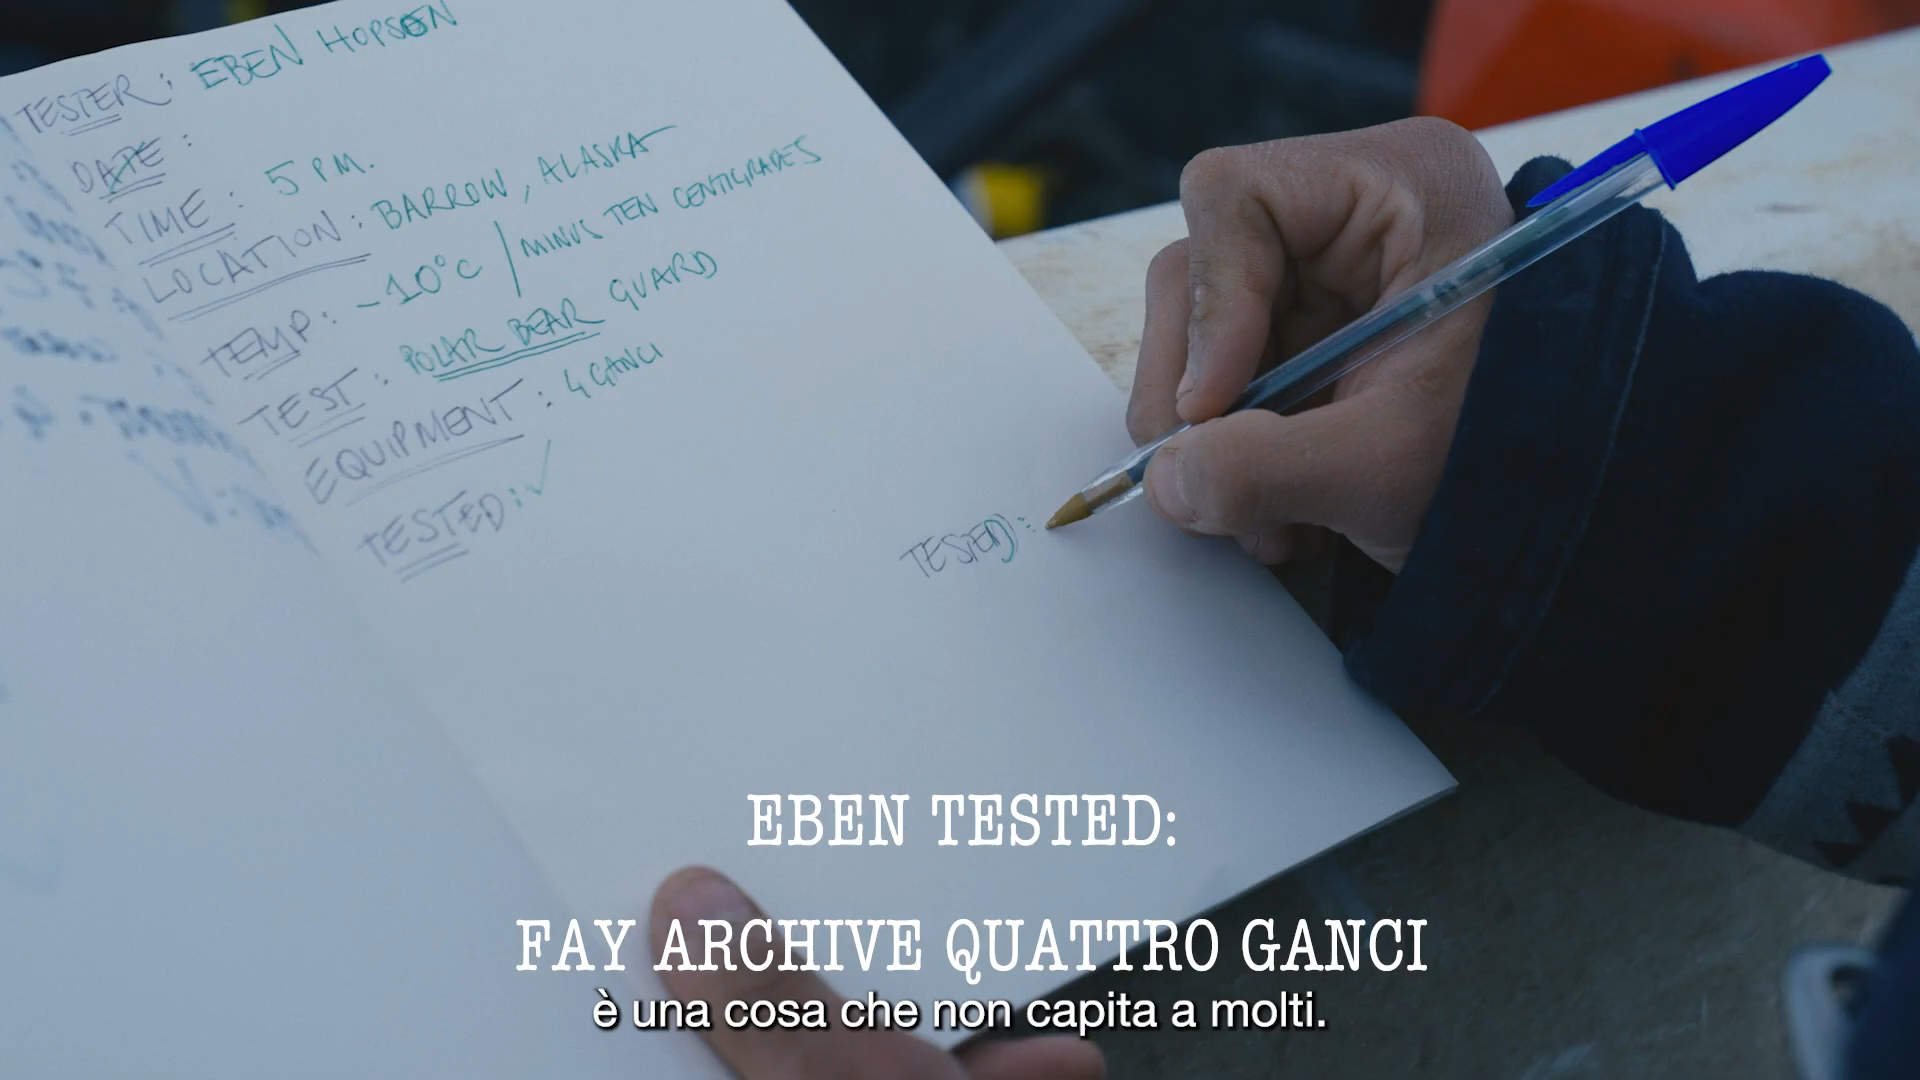 TESTER: EBEN HOPSON
DATE:
TIME: 5 PM.
LOCATION: BARROW, ALASKA
TEMP: -10°C / MINUS TEN CENTIGRADES
TEST: POLAR BEAR GUARD
EQUIPMENT: 4 GANCI
TESTED: ✓
TESTED:
EBEN TESTED:
FAY ARCHIVE QUATTRO GANCI
è una cosa che non capita a molti.